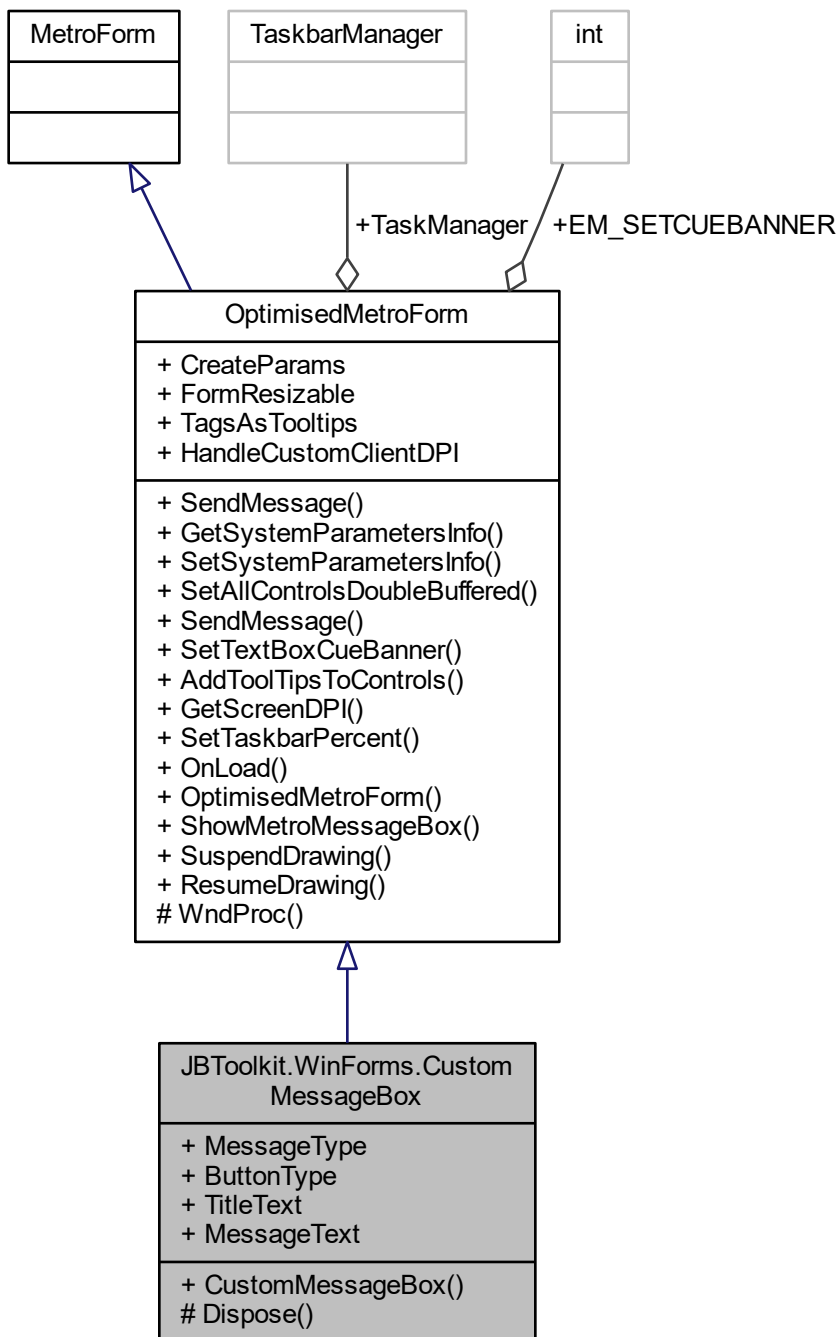 MetroForm
TaskbarManager
int
+TaskManager
+EM_SETCUEBANNER
OptimisedMetroForm
+ CreateParams
+ FormResizable
+ TagsAsTooltips
+ HandleCustomClientDPI
+ SendMessage()
+ GetSystemParametersInfo()
+ SetSystemParametersInfo()
+ SetAllControlsDoubleBuffered()
+ SendMessage()
+ SetTextBoxCueBanner()
+ AddToolTipsToControls()
+ GetScreenDPI()
+ SetTaskbarPercent()
+ OnLoad()
+ OptimisedMetroForm()
+ ShowMetroMessageBox()
+ SuspendDrawing()
+ ResumeDrawing()
# WndProc()
JBToolkit.WinForms.Custom
MessageBox
+ MessageType
+ ButtonType
+ TitleText
+ MessageText
+ CustomMessageBox()
# Dispose()